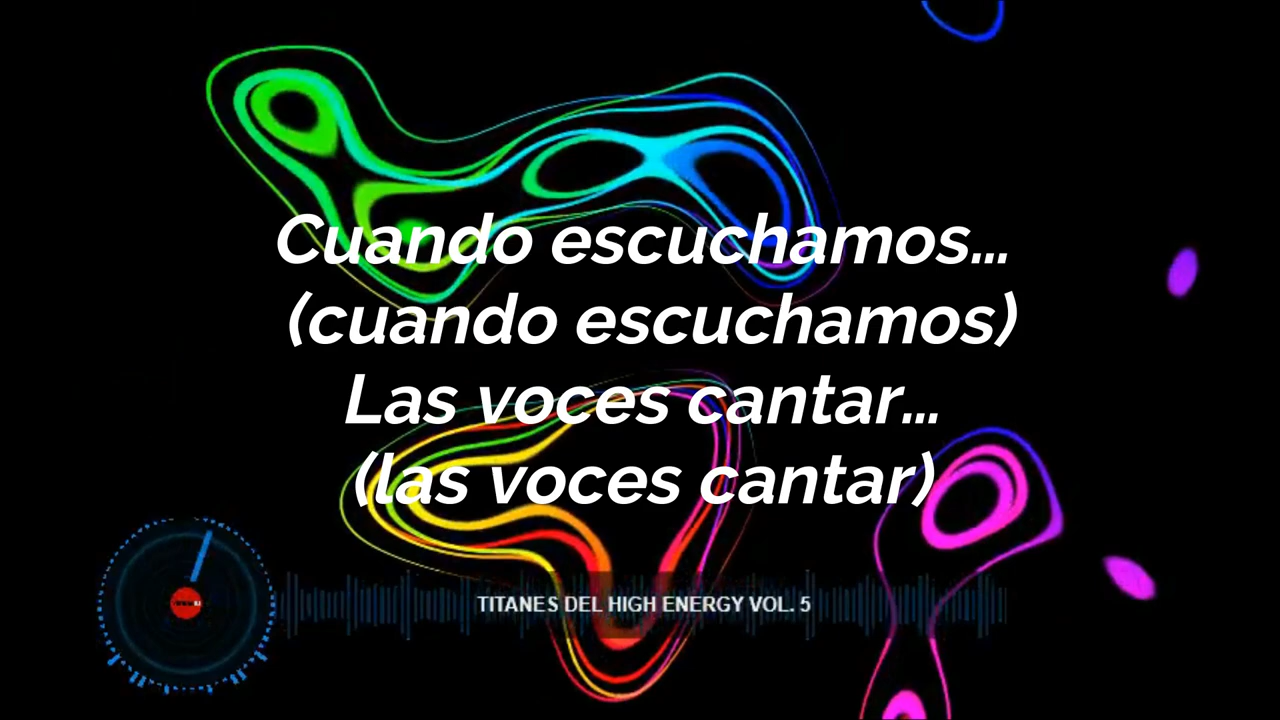 Cuando escuchamos...
(cuando escuchamos)
Las voces cantar...
(las voces cantar)
TITANES DEL HIGH ENERGY VOL. 5